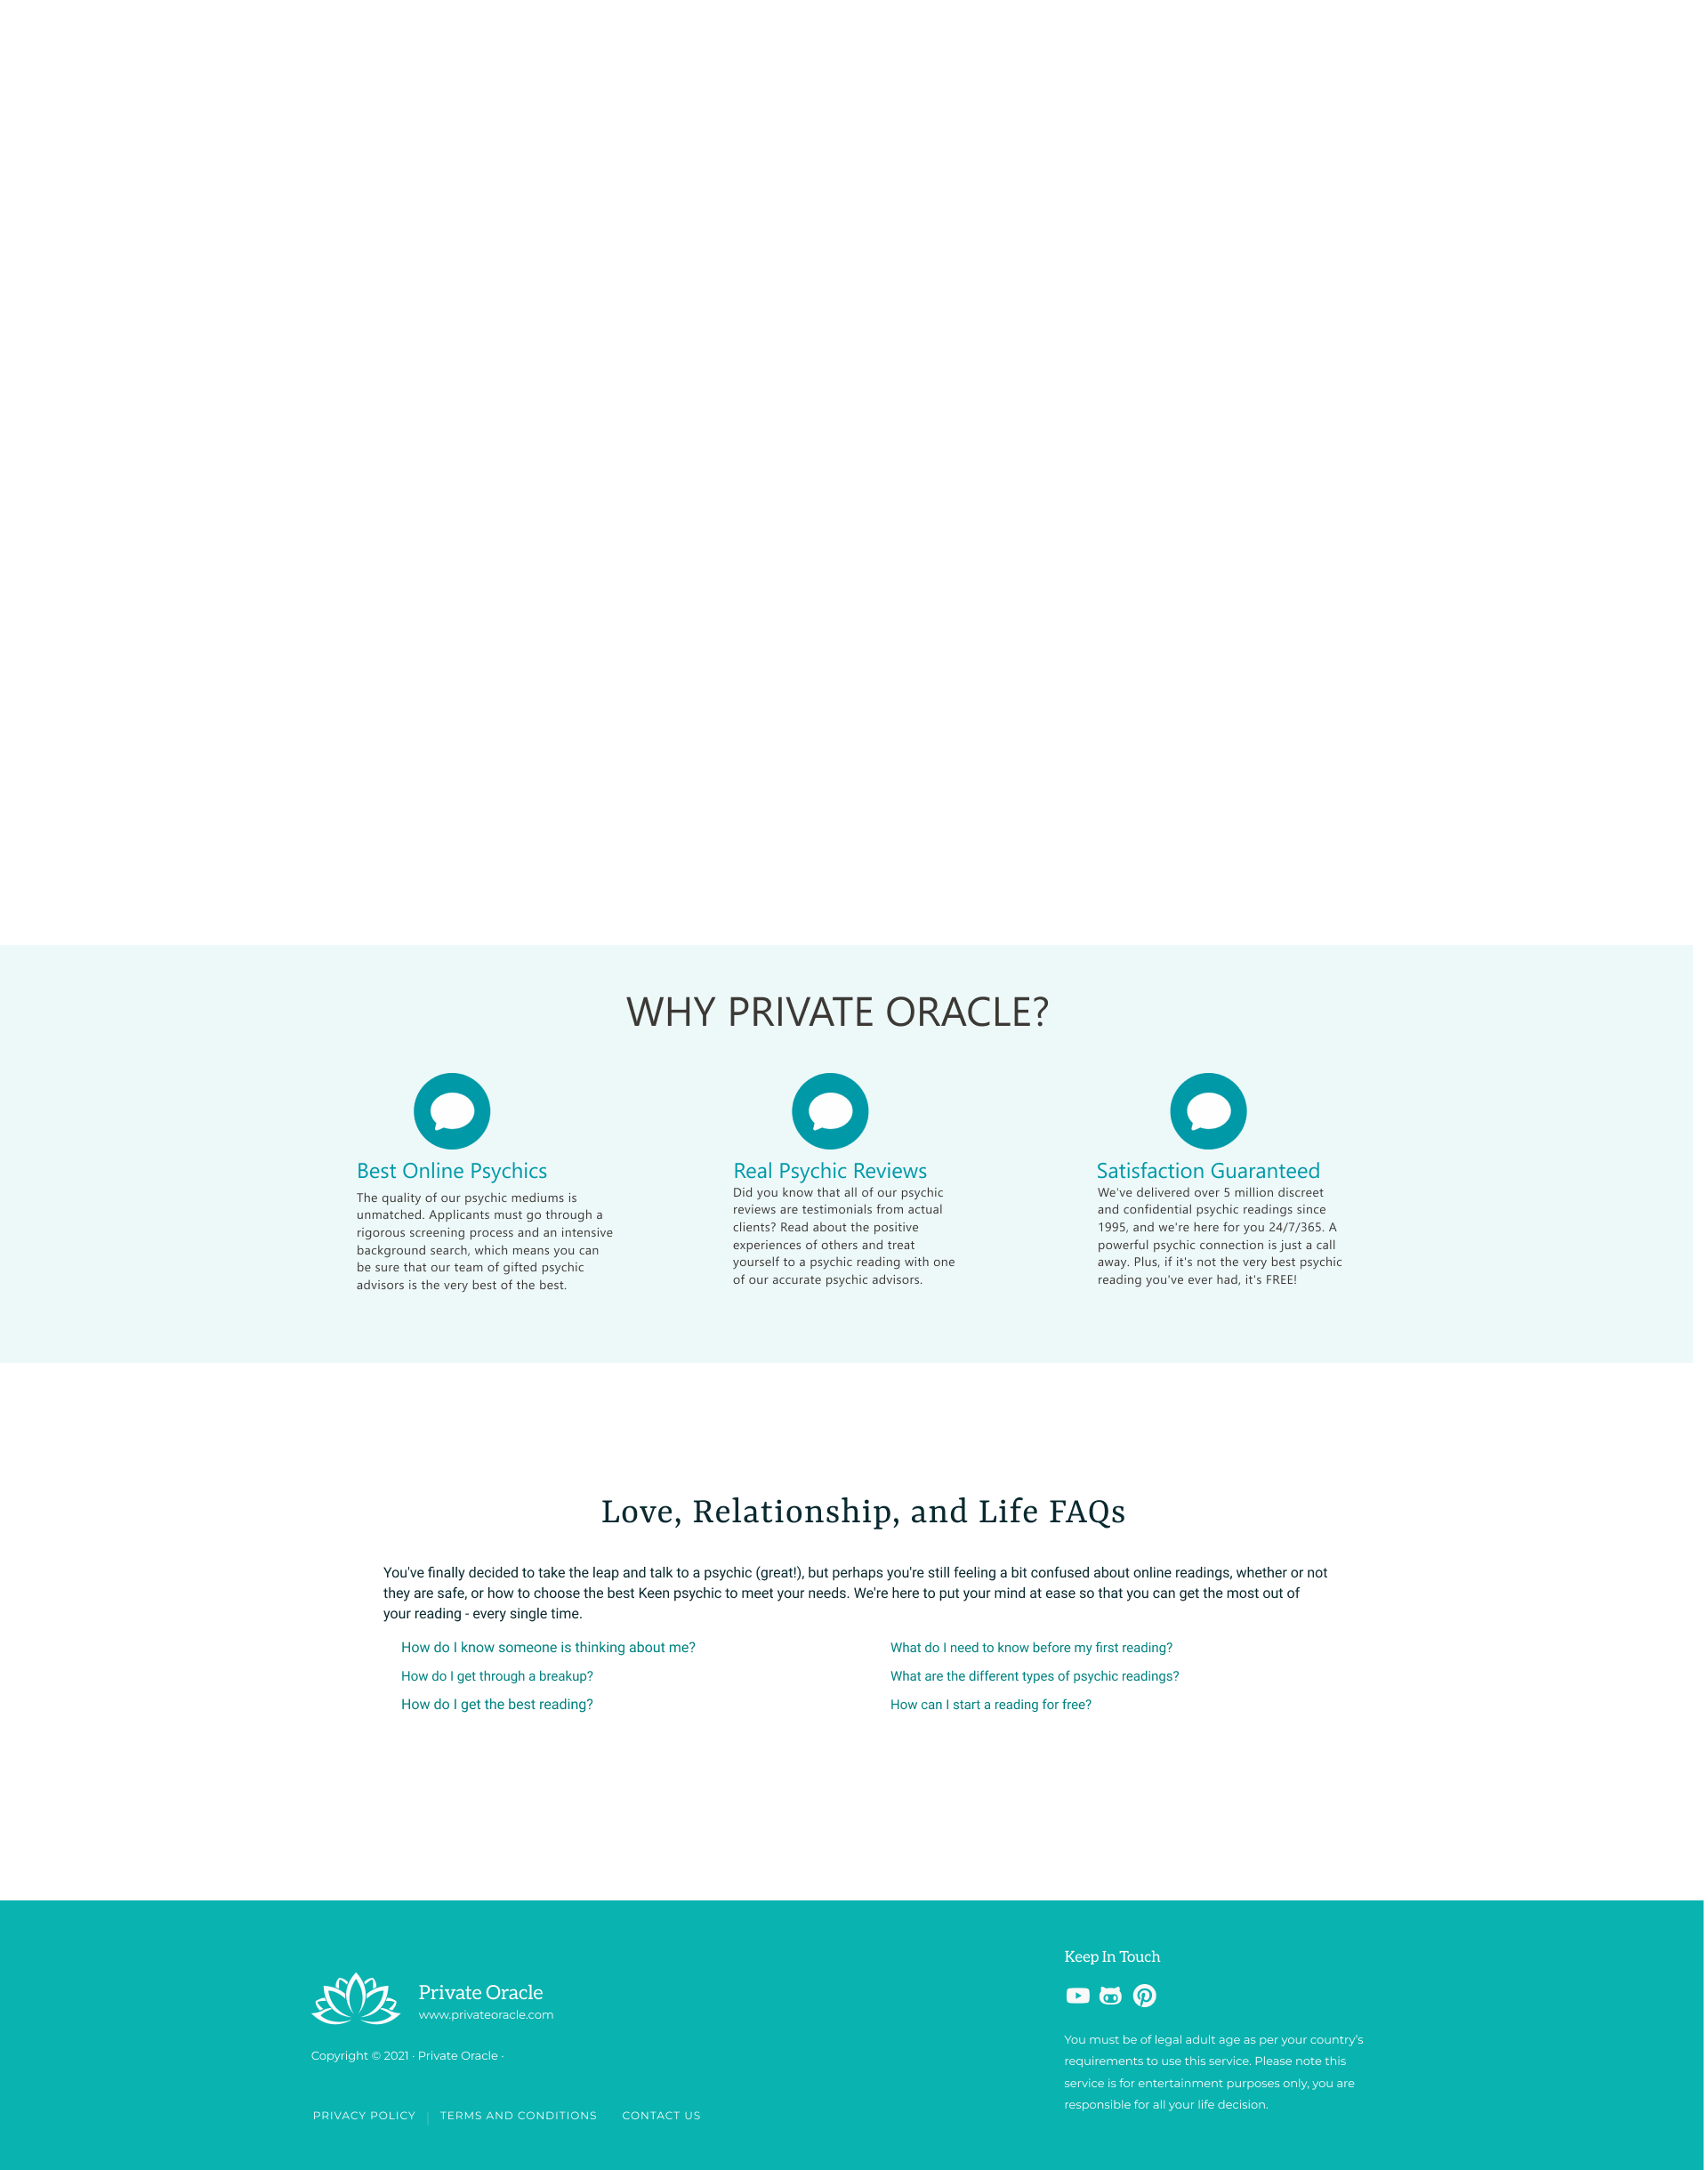 WHY PRIVATE ORACLE?
Best Online Psychics
The quality of our psychic mediums is
unmatched. Applicants must go through a
rigorous screening process and an intensive
background search, which means you can
be sure that our team of gifted psychic
advisors is the very best of the best.
Real Psychic Reviews
Did you know that all of our psychic
reviews are testimonials from actual
clients? Read about the positive
experiences of others and treat
yourself to a psychic reading with one
of our accurate psychic advisors.
Satisfaction Guaranteed
We've delivered over 5 million discreet
and confidential psychic readings since
1995, and we're here for you 24/7/365. A
powerful psychic connection is just a call
away. Plus, if it's not the very best psychic
reading you've ever had, it's FREE!
Love, Relationship, and Life FAQs
You've finally decided to take the leap and talk to a psychic (great!), but perhaps you're still feeling a bit confused about online readings, whether or not
they are safe, or how to choose the best Keen psychic to meet your needs. We're here to put your mind at ease so that you can get the most out of
your reading - every single time.
How do I know someone is thinking about me?
How do I get through a breakup?
How do I get the best reading?
What do I need to know before my first reading?
What are the different types of psychic readings?
How can I start a reading for free?
Private Oracle
www.privateoracle.com
Copyright © 2021 · Private Oracle ·
PRIVACY POLICY | TERMS AND CONDITIONS CONTACT US
Keep In Touch
You must be of legal adult age as per your country's
requirements to use this service. Please note this
service is for entertainment purposes only, you are
responsible for all your life decision.